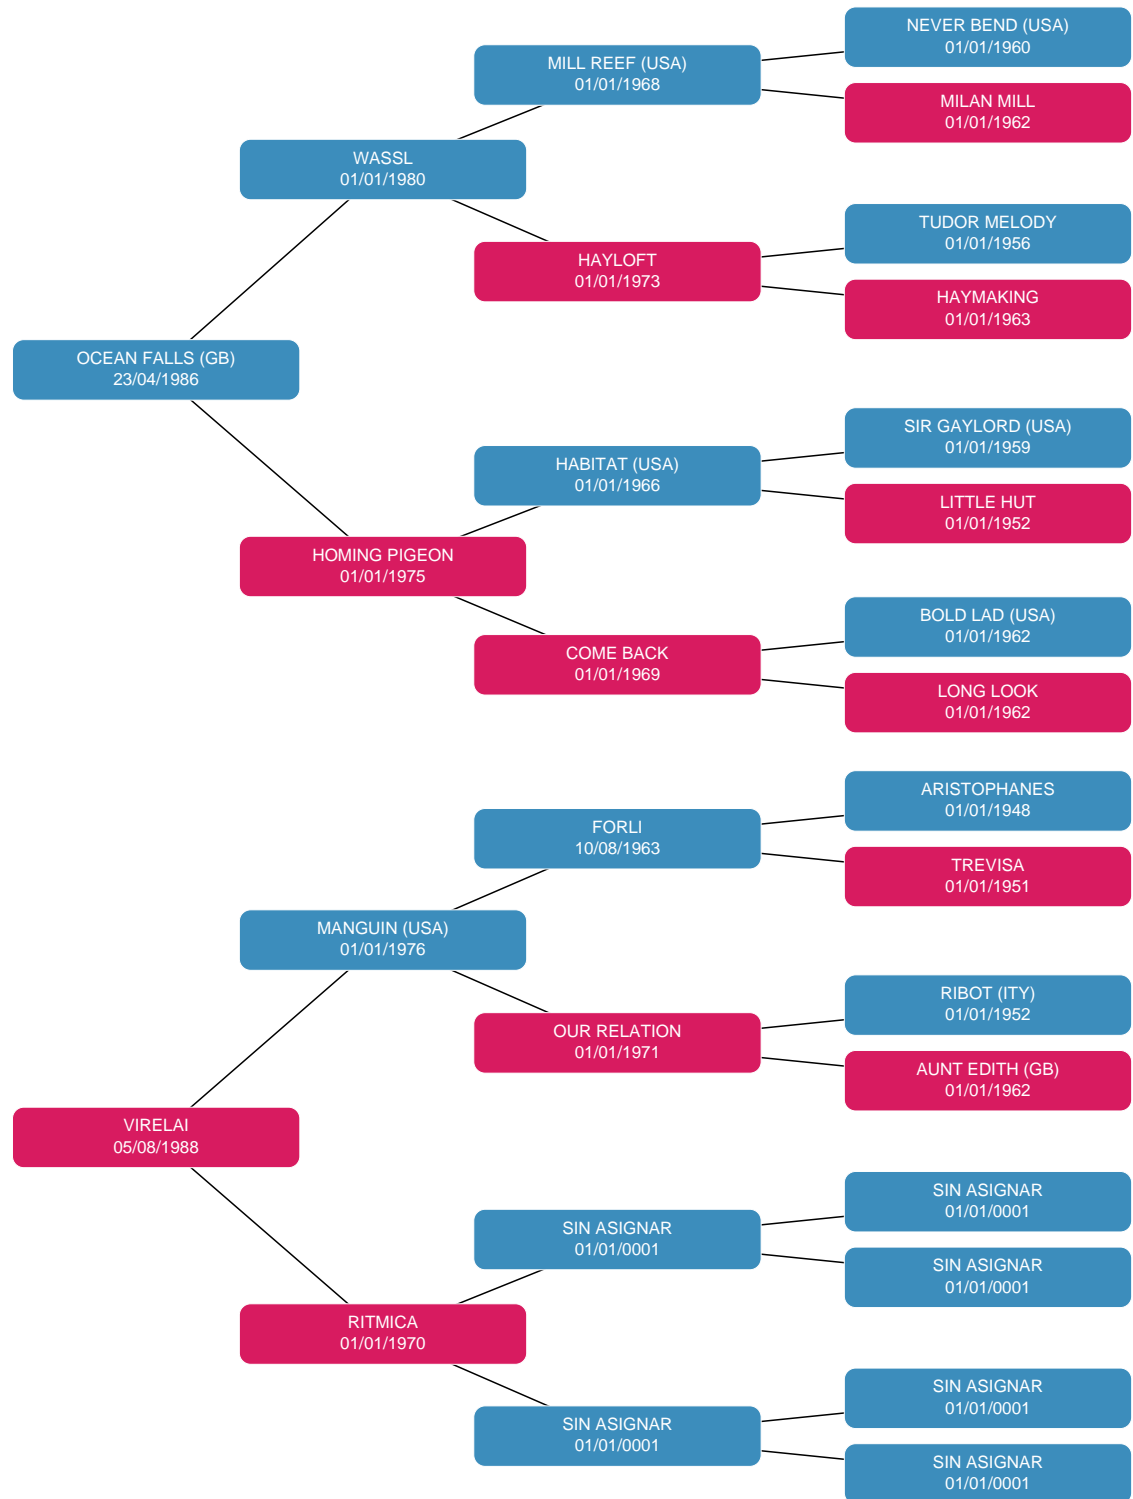 NEVER BEND (USA)
01/01/1960
MILL REEF (USA)
01/01/1968
MILAN MILL
01/01/1962
WASSL
01/01/1980
TUDOR MELODY
01/01/1956
HAYLOFT
01/01/1973
HAYMAKING
01/01/1963
OCEAN FALLS (GB)
23/04/1986
SIR GAYLORD (USA)
01/01/1959
HABITAT (USA)
01/01/1966
LITTLE HUT
01/01/1952
HOMING PIGEON
01/01/1975
BOLD LAD (USA)
01/01/1962
COME BACK
01/01/1969
LONG LOOK
01/01/1962
ARISTOPHANES
01/01/1948
FORLI
10/08/1963
TREVISA
01/01/1951
MANGUIN (USA)
01/01/1976
RIBOT (ITY)
01/01/1952
OUR RELATION
01/01/1971
AUNT EDITH (GB)
01/01/1962
VIRELAI
05/08/1988
SIN ASIGNAR
01/01/0001
SIN ASIGNAR
01/01/0001
SIN ASIGNAR
01/01/0001
RITMICA
01/01/1970
SIN ASIGNAR
01/01/0001
SIN ASIGNAR
01/01/0001
SIN ASIGNAR
01/01/0001